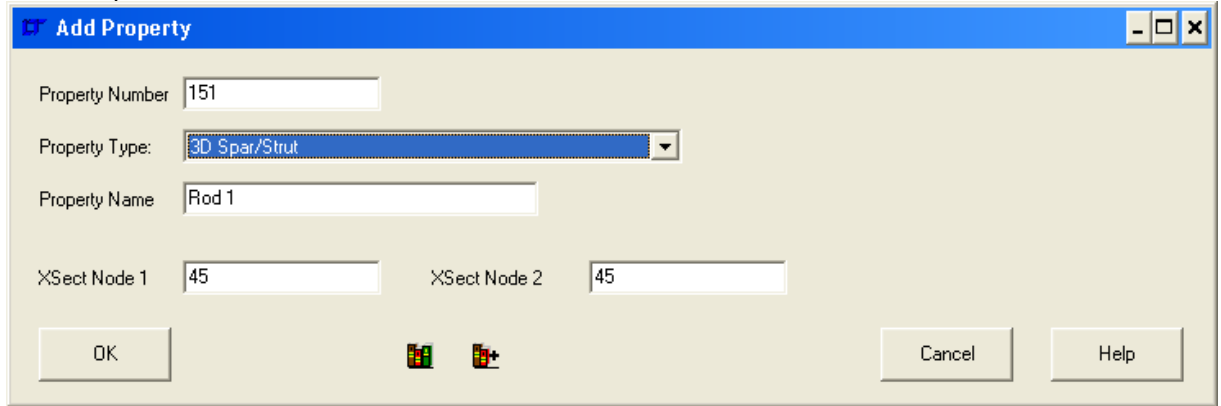 Add Property
Property Number 151
Property Type: 3D Spar/Strut
Property Name Rod 1
XSect Node 1 45 XSect Node 2 45
OK Cancel Help